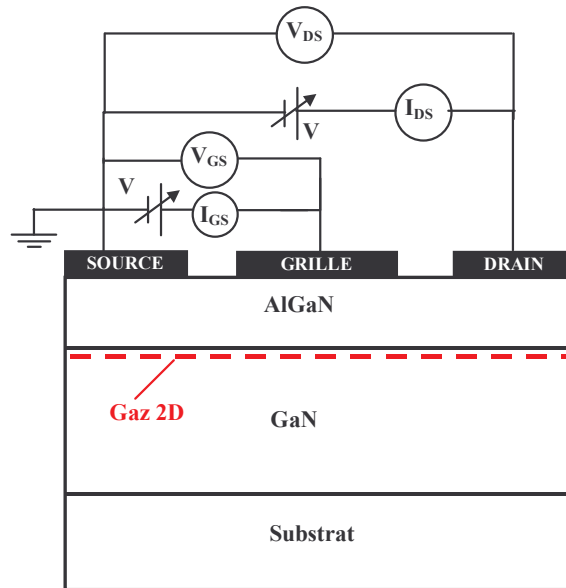 VDS
IDS
V
VGS
V
IGS
SOURCE GRILLE DRAIN
AlGaN
Gaz 2D
GaN
Substrat